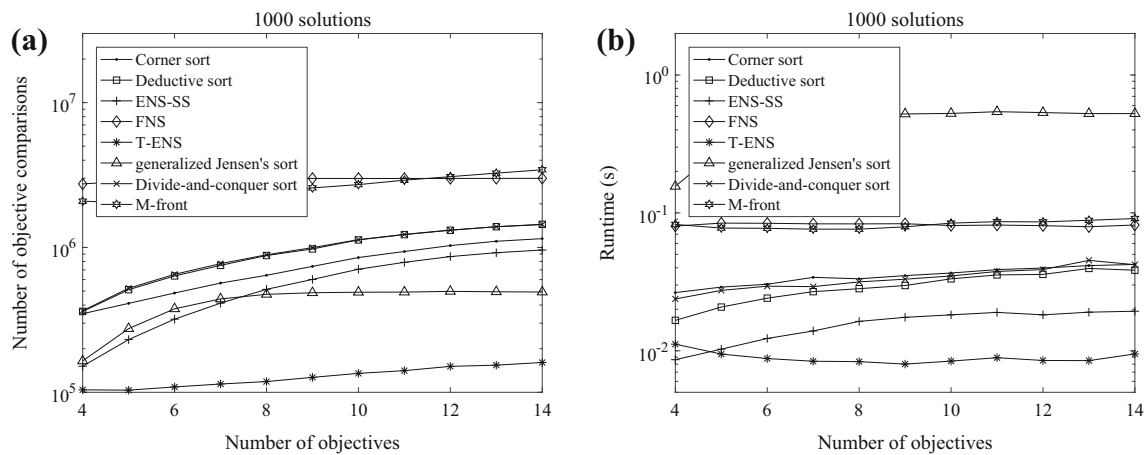 (a)
1000 solutions
Number of objective comparisons
10^7
10^6
10^5
Corner sort
Deductive sort
ENS-SS
FNS
T-ENS
generalized Jensen's sort
Divide-and-conquer sort
M-front
4 6 8 10 12 14
Number of objectives
(b)
1000 solutions
Runtime (s)
10^0
10^-1
10^-2
Corner sort
Deductive sort
ENS-SS
FNS
T-ENS
generalized Jensen's sort
Divide-and-conquer sort
M-front
4 6 8 10 12 14
Number of objectives